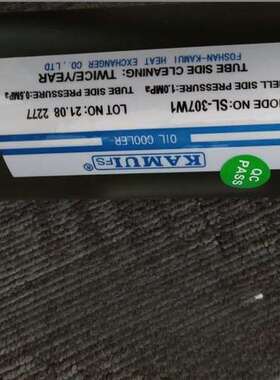 KAMUI FS
OIL COOLER
ODE NO:SL-307W1
ELL SIDE PRESSURE:1.0MPa
TUBE SIDE PRESSURE:0.5MPa
LOT NO:21.08 2277
TUBE SIDE CLEANING: TWICE/YEAR
FOSHAN-KAMUI HEAT EXCHANGER CO.,LTD
QC
PASS